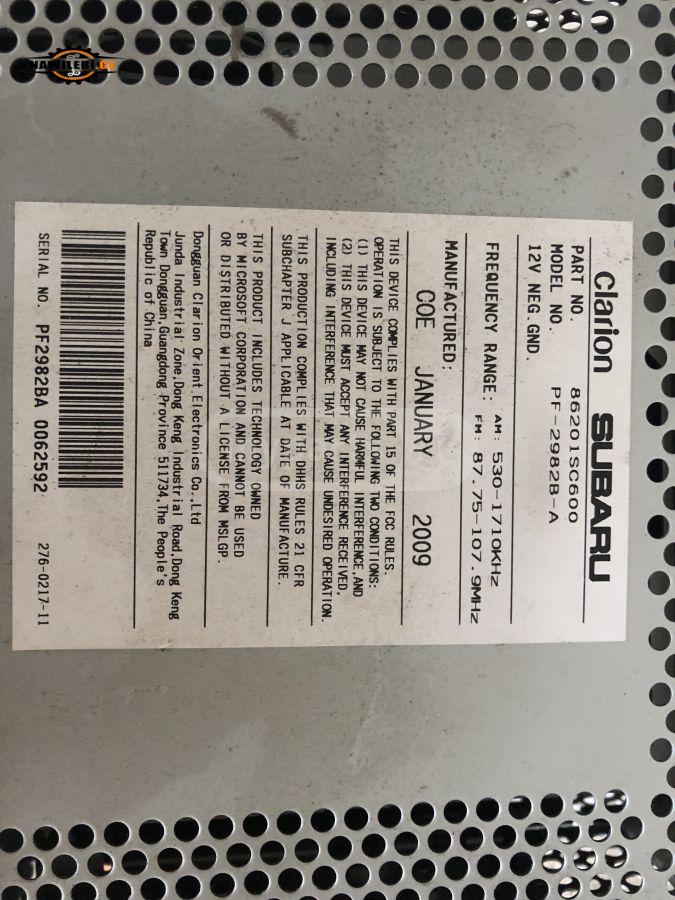 NAWILEBI.GE
Clarion SUBARU
PART NO. 86201SC600
MODEL NO. PF-2982B-A
12V NEG.GND.
FREQUENCY RANGE: AM: 530-1710KHz
FM: 87.75-107.9MHz
MANUFACTURED:
COE JANUARY 2009
THIS DEVICE COMPLIES WITH PART 15 OF THE FCC RULES.
OPERATION IS SUBJECT TO THE FOLLOWING TWO CONDITIONS:
(1) THIS DEVICE MAY NOT CAUSE HARMFUL INTERFERENCE,AND
(2) THIS DEVICE MUST ACCEPT ANY INTERFERENCE RECEIVED,
INCLUDING INTERFERENCE THAT MAY CAUSE UNDESIRED OPERATION.
THIS PRODUCTION COMPLIES WITH DHHS RULES 21 CFR
SUBCHAPTER J APPLICABLE AT DATE OF MANUFACTURE.
THIS PRODUCT INCLUDES TECHNOLOGY OWNED
BY MICROSOFT CORPORATION AND CANNOT BE USED
OR DISTRIBUTED WITHOUT A LICENSE FROM MSLGP.
Dongguan Clarion Orient Electronics Co.,Ltd
Junda Industrial Zone,Dong Keng Industrial Road,Dong Keng
Town Dongguan,Guangdong Province 511734,The People's
Republic of China
SERIAL NO. PF2982BA 0062592
276-0217-11